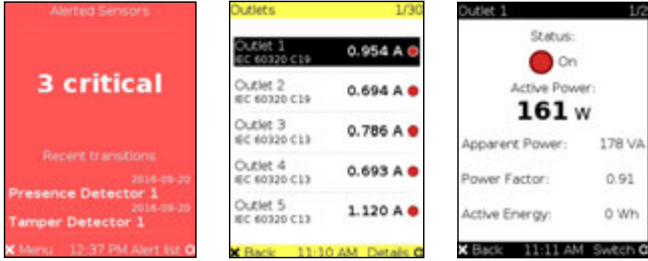 Alerted Sensors
3 critical
Recent transitions
2016-09-20
Presence Detector 1
2016-09-20
Tamper Detector 1
✖ Menu 12:37 PM Alert list
Outlets 1/30
Outlet 1
IEC 60320 C19
0.954 A
Outlet 2
IEC 60320 C19
0.694 A
Outlet 3
IEC 60320 C13
0.786 A
Outlet 4
IEC 60320 C13
0.693 A
Outlet 5
IEC 60320 C13
1.120 A
✖ Back 11:10 AM Details
Outlet 1 1/2
Status:
On
Active Power:
161 W
Apparent Power: 178 VA
Power Factor: 0.91
Active Energy: 0 Wh
✖ Back 11:11 AM Switch